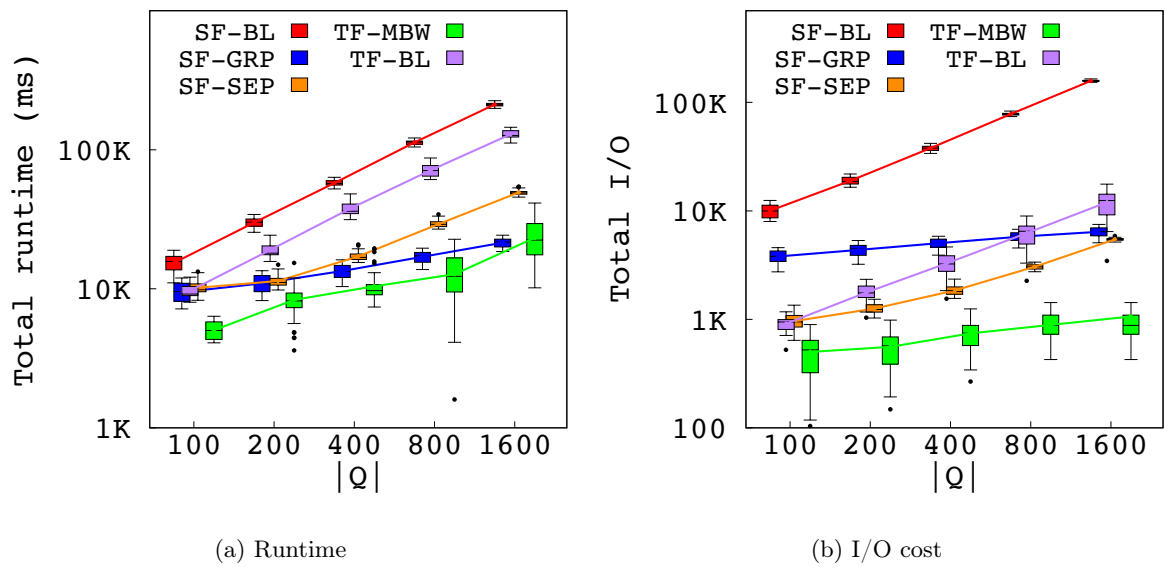 SF-BL TF-MBW
SF-GRP TF-BL
SF-SEP
Total runtime (ms)
100K
10K
1K
100 200 400 800 1600
|Q|
(a) Runtime
SF-BL TF-MBW
SF-GRP TF-BL
SF-SEP
Total I/O
100K
10K
1K
100
100 200 400 800 1600
|Q|
(b) I/O cost